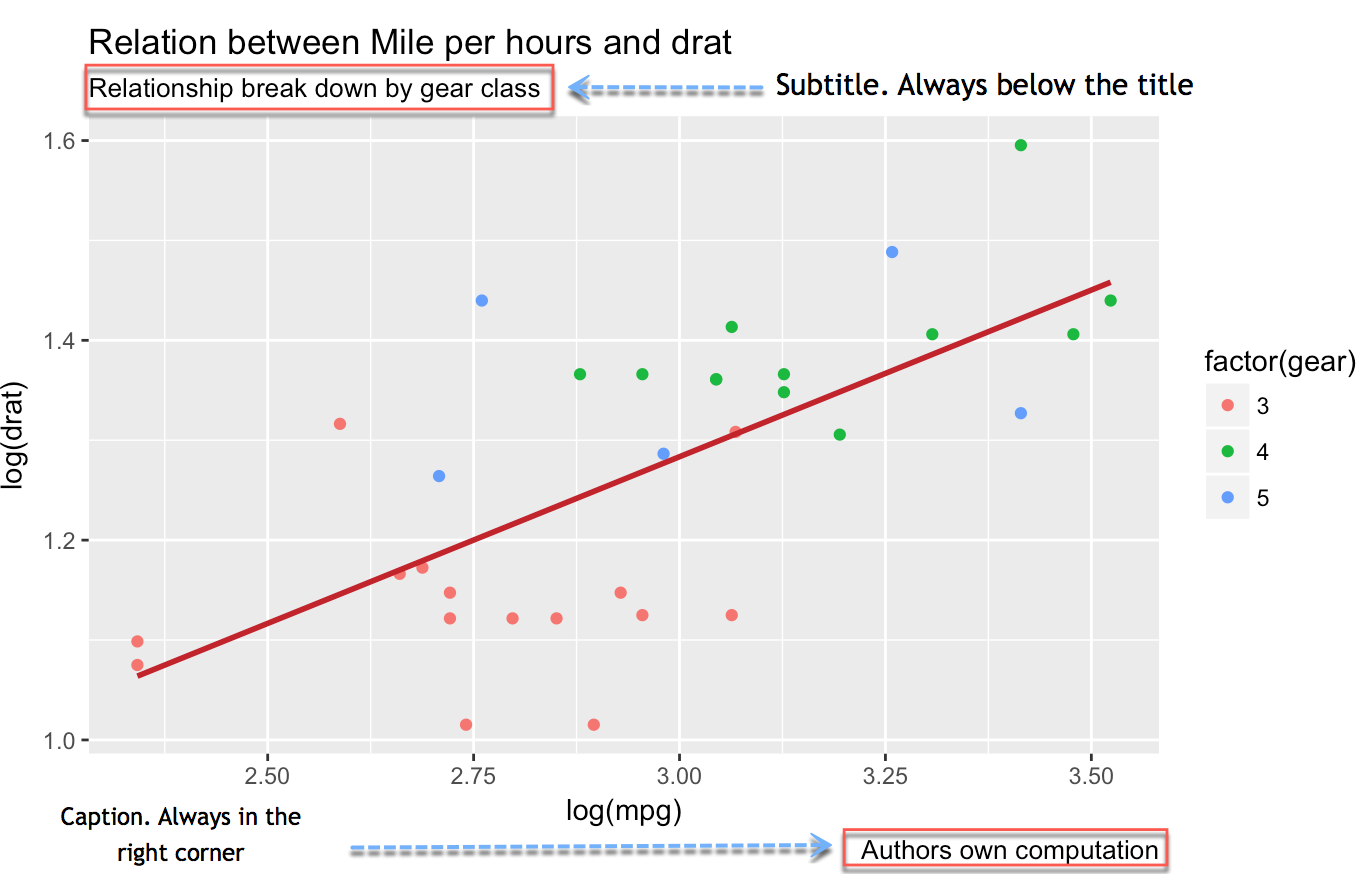 Relation between Mile per hours and drat
Relationship break down by gear class
Subtitle. Always below the title
1.6
1.4
1.2
1.0
log(drat)
factor(gear)
3
4
5
2.50 2.75 3.00 3.25 3.50
log(mpg)
Caption. Always in the
right corner
Authors own computation